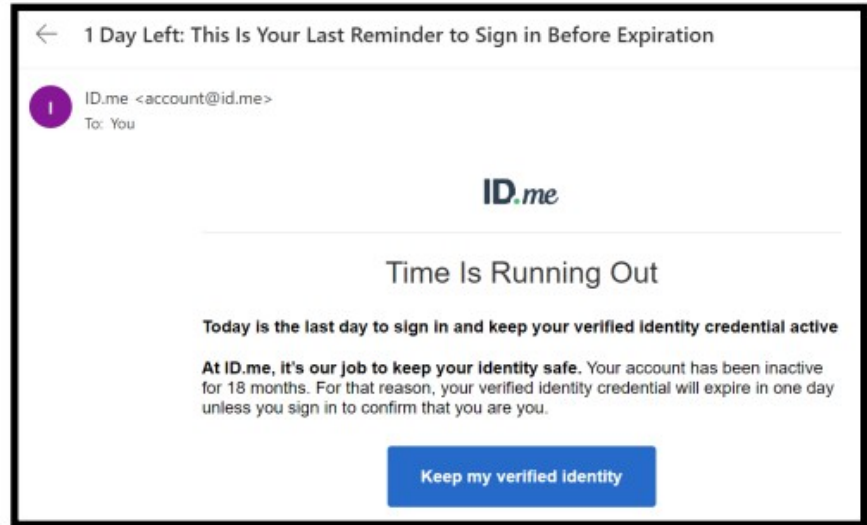 1 Day Left: This Is Your Last Reminder to Sign in Before Expiration
I
ID.me <account@id.me>
To: You
ID.me
Time Is Running Out
Today is the last day to sign in and keep your verified identity credential active
At ID.me, it's our job to keep your identity safe. Your account has been inactive
for 18 months. For that reason, your verified identity credential will expire in one day
unless you sign in to confirm that you are you.
Keep my verified identity